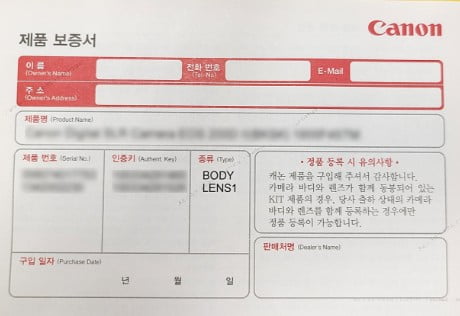 제품 보증서
Canon
이 름 (Owner's Name)
전화 번호 (Tel-No)
E-Mail
주 소 (Owner's Address)
제품명 (Product Name)
제품 번호 (Serial No.)
인증키 (Authent. Key)
종류 (Type)
BODY
LENS1
• 정품 등록 시 유의사항 •
캐논 제품을 구입해 주셔서 감사합니다.
카메라 바디와 렌즈가 함께 동봉되어 있는
KIT 제품의 경우, 당사 출하 상태의 카메라
바디와 렌즈를 함께 등록하는 경우에만
정품 등록이 가능합니다.
구입 일자 (Purchase Date)
년 월 일
판매처명 (Dealer's Name)